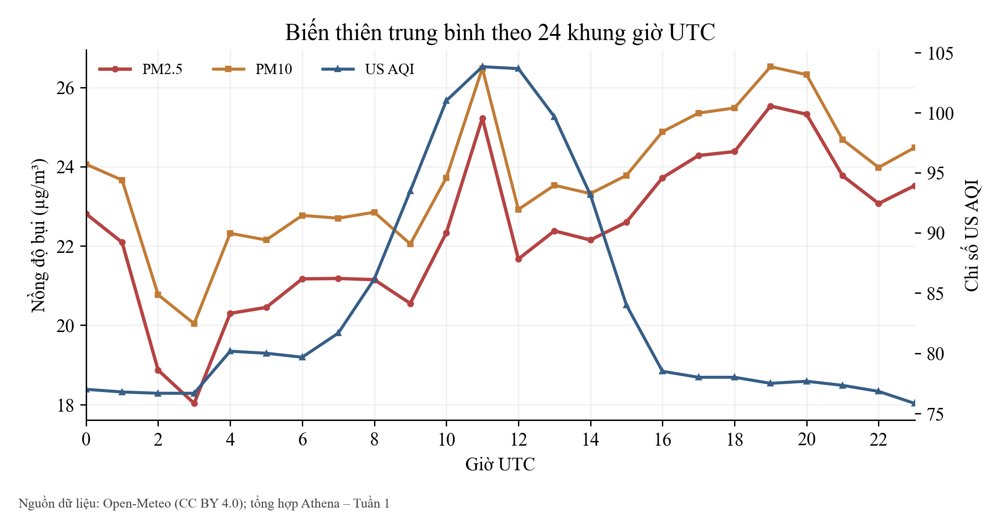 Biến thiên trung bình theo 24 khung giờ UTC
PM2.5 PM10 US AQI
Nồng độ bụi (µg/m³)
26
24
22
20
18
105
100
95
90
85
80
75
Chỉ số US AQI
0 2 4 6 8 10 12 14 16 18 20 22
Giờ UTC
Nguồn dữ liệu: Open-Meteo (CC BY 4.0); tổng hợp Athena – Tuần 1